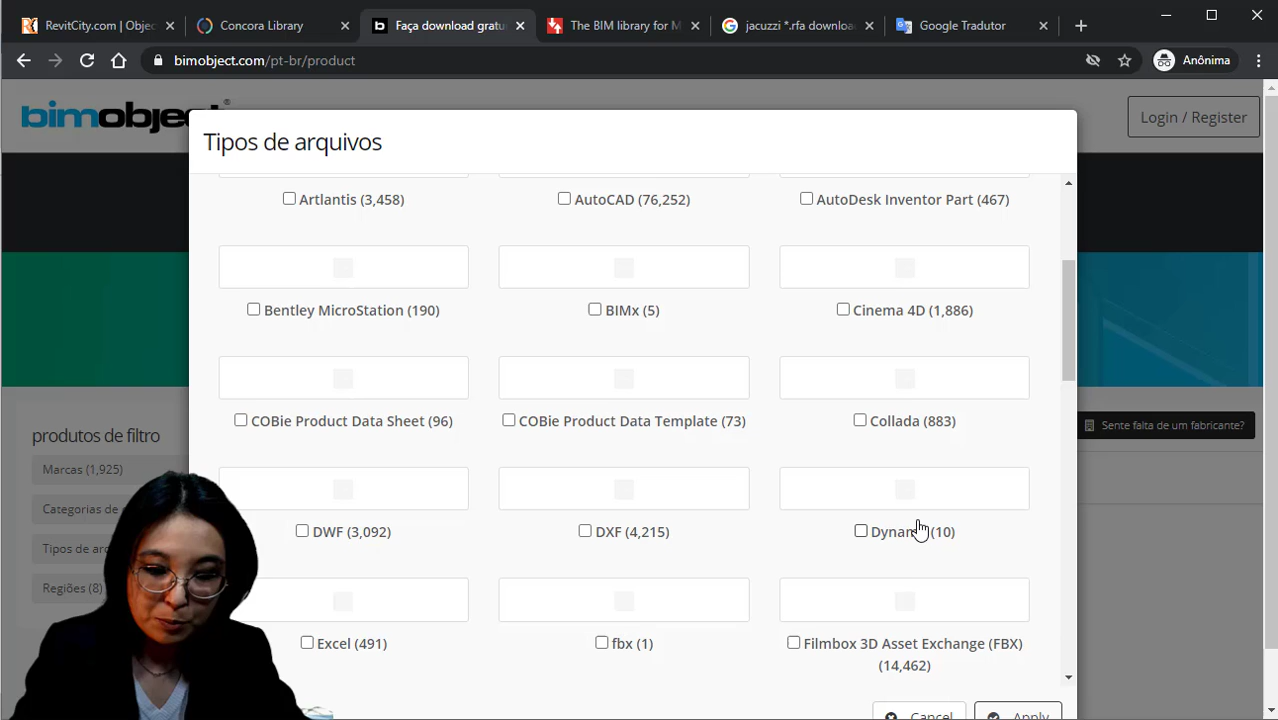 RevitCity.com | Objec
Concora Library
Faça download gratu
The BIM library for M
jacuzzi *.rfa downloa
Google Tradutor
bimobject.com/pt-br/product
Anônima
bimobject
Login / Register
Tipos de arquivos
Artlantis (3,458)
AutoCAD (76,252)
AutoDesk Inventor Part (467)
Bentley MicroStation (190)
BIMx (5)
Cinema 4D (1,886)
COBie Product Data Sheet (96)
COBie Product Data Template (73)
Collada (883)
Sente falta de um fabricante?
produtos de filtro
Marcas (1,925)
Categorias de
Tipos de arq
Regiões (8)
DWF (3,092)
DXF (4,215)
(10)
Excel (491)
fbx (1)
Filmbox 3D Asset Exchange (FBX)
(14,462)
Cancel
Apply